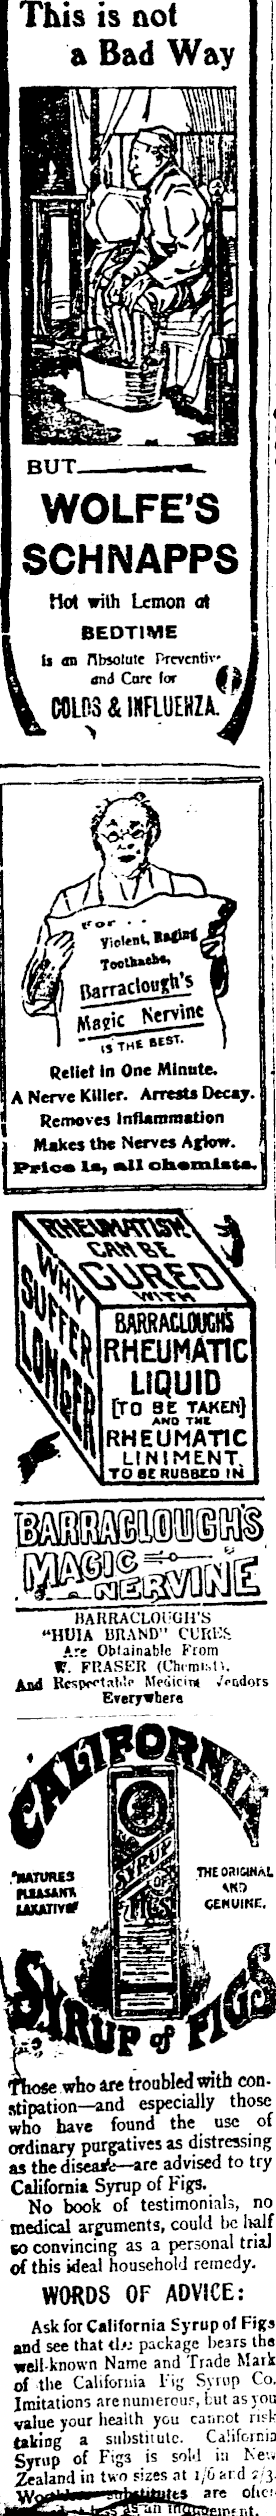 This is not
a Bad Way
BUT
WOLFE'S
SCHNAPPS
Hot with Lemon at
BEDTIME
Is an Absolute Preventive
and Cure for
COLDS & INFLUENZA.
For . .
Violent, Raging
Toothache,
Barraclough's
Magic Nervine
IS THE BEST.
Relief in One Minute.
A Nerve Killer. Arrests Decay.
Removes Inflammation
Makes the Nerves Aglow.
Price 1s, all chemists.
RHEUMATISM
CAN BE
CURED
WITH
WHY
SUFFER
LONGER
BARRACLOUGH'S
RHEUMATIC
LIQUID
[TO BE TAKEN]
AND THE
RHEUMATIC
LINIMENT.
TO BE RUBBED IN
BARRACLOUGH'S
MAGIC
NERVINE
BARRACLOUGH'S
"HUIA BRAND" CURES
Are Obtainable From
W. FRASER (Chemist),
And Respectable Medicine Vendors
Everywhere
CALIFORNIA
SYRUP
OF
FIGS
"NATURES
PLEASANT
LAXATIVE"
THE ORIGINAL
AND
GENUINE.
SYRUP of FIGS
Those who are troubled with con-
stipation—and especially those
who have found the use of
ordinary purgatives as distressing
as the disease—are advised to try
California Syrup of Figs.
No book of testimonials, no
medical arguments, could be half
so convincing as a personal trial
of this ideal household remedy.
WORDS OF ADVICE:
Ask for California Syrup of Figs
and see that the package bears the
well-known Name and Trade Mark
of the California Fig Syrup Co.
Imitations are numerous, but as you
value your health you cannot risk
taking a substitute. California
Syrup of Figs is sold in New
Zealand in two sizes at 1/6 and 2/3.
substitutes are often
as an inducement.